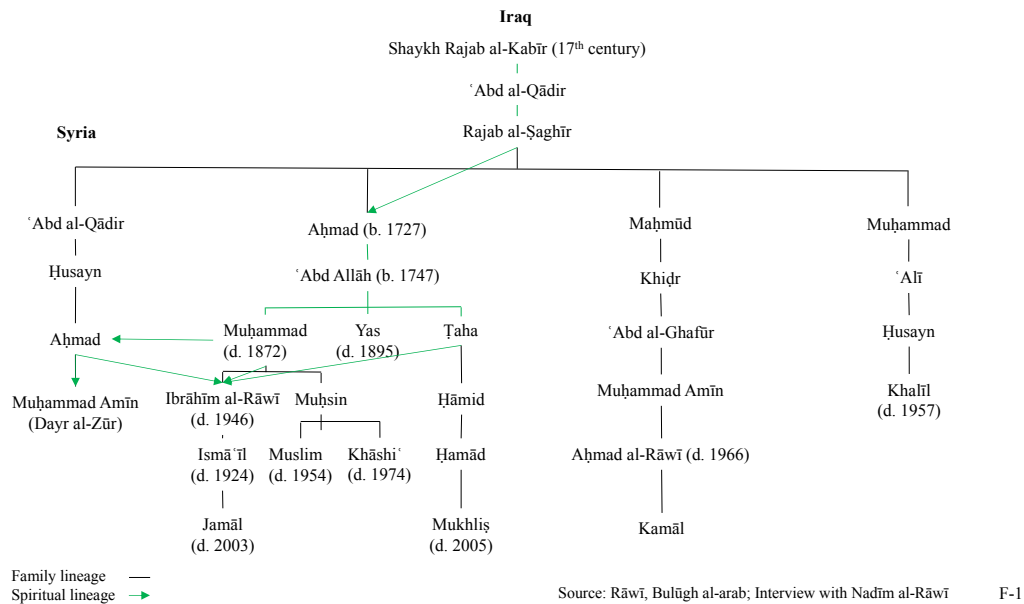 Iraq
Shaykh Rajab al-Kabīr (17th century)
ʿAbd al-Qādir
Syria
Rajab al-Ṣaghīr
ʿAbd al-Qādir
Aḥmad (b. 1727)
Maḥmūd
Muḥammad
Ḥusayn
ʿAbd Allāh (b. 1747)
Khiḍr
ʿAlī
Aḥmad
Muḥammad
(d. 1872)
Yas
(d. 1895)
Ṭaha
ʿAbd al-Ghafūr
Ḥusayn
Muḥammad Amīn
(Dayr al-Zūr)
Ibrāhīm al-Rāwī
(d. 1946)
Muḥsin
Ḥāmid
Muḥammad Amīn
Khalīl
(d. 1957)
Ismāʿīl
(d. 1924)
Muslim
(d. 1954)
Khāshiʿ
(d. 1974)
Ḥamād
Aḥmad al-Rāwī (d. 1966)
Jamāl
(d. 2003)
Mukhliṣ
(d. 2005)
Kamāl
Family lineage
Spiritual lineage
Source: Rāwī, Bulūgh al-arab; Interview with Nadīm al-Rāwī
F-1